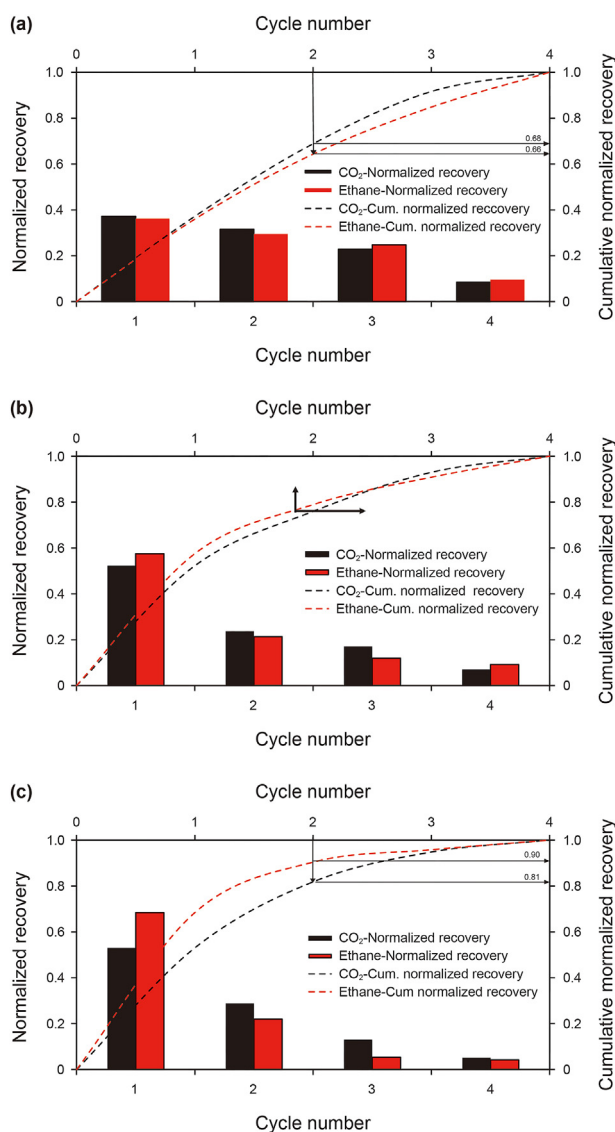 (a)
Cycle number
0 1 2 3 4
1.0 1.0
0.8 0.8
0.68
0.66
0.6 0.6
0.4 0.4
0.2 0.2
0 0
Normalized recovery
Cumulative normalized recovery
CO₂-Normalized recovery
Ethane-Normalized recovery
CO₂-Cum. normalized reccovery
Ethane-Cum. normalized recovery
1 2 3 4
Cycle number
(b)
Cycle number
0 1 2 3 4
1.0 1.0
0.8 0.8
0.6 0.6
0.4 0.4
0.2 0.2
0 0
Normalized recovery
Cumulative normalized recovery
CO₂-Normalized recovery
Ethane-Normalized recovery
CO₂-Cum. normalized recovery
Ethane-Cum. normalized recovery
1 2 3 4
Cycle number
(c)
Cycle number
0 1 2 3 4
1.0 1.0
0.90
0.8 0.8
0.81
0.6 0.6
0.4 0.4
0.2 0.2
0 0
Normalized recovery
Cumulative mormalized recovery
CO₂-Normalized recovery
Ethane-Normalized recovery
CO₂-Cum. normalized recovery
Ethane-Cum normalized recovery
1 2 3 4
Cycle number